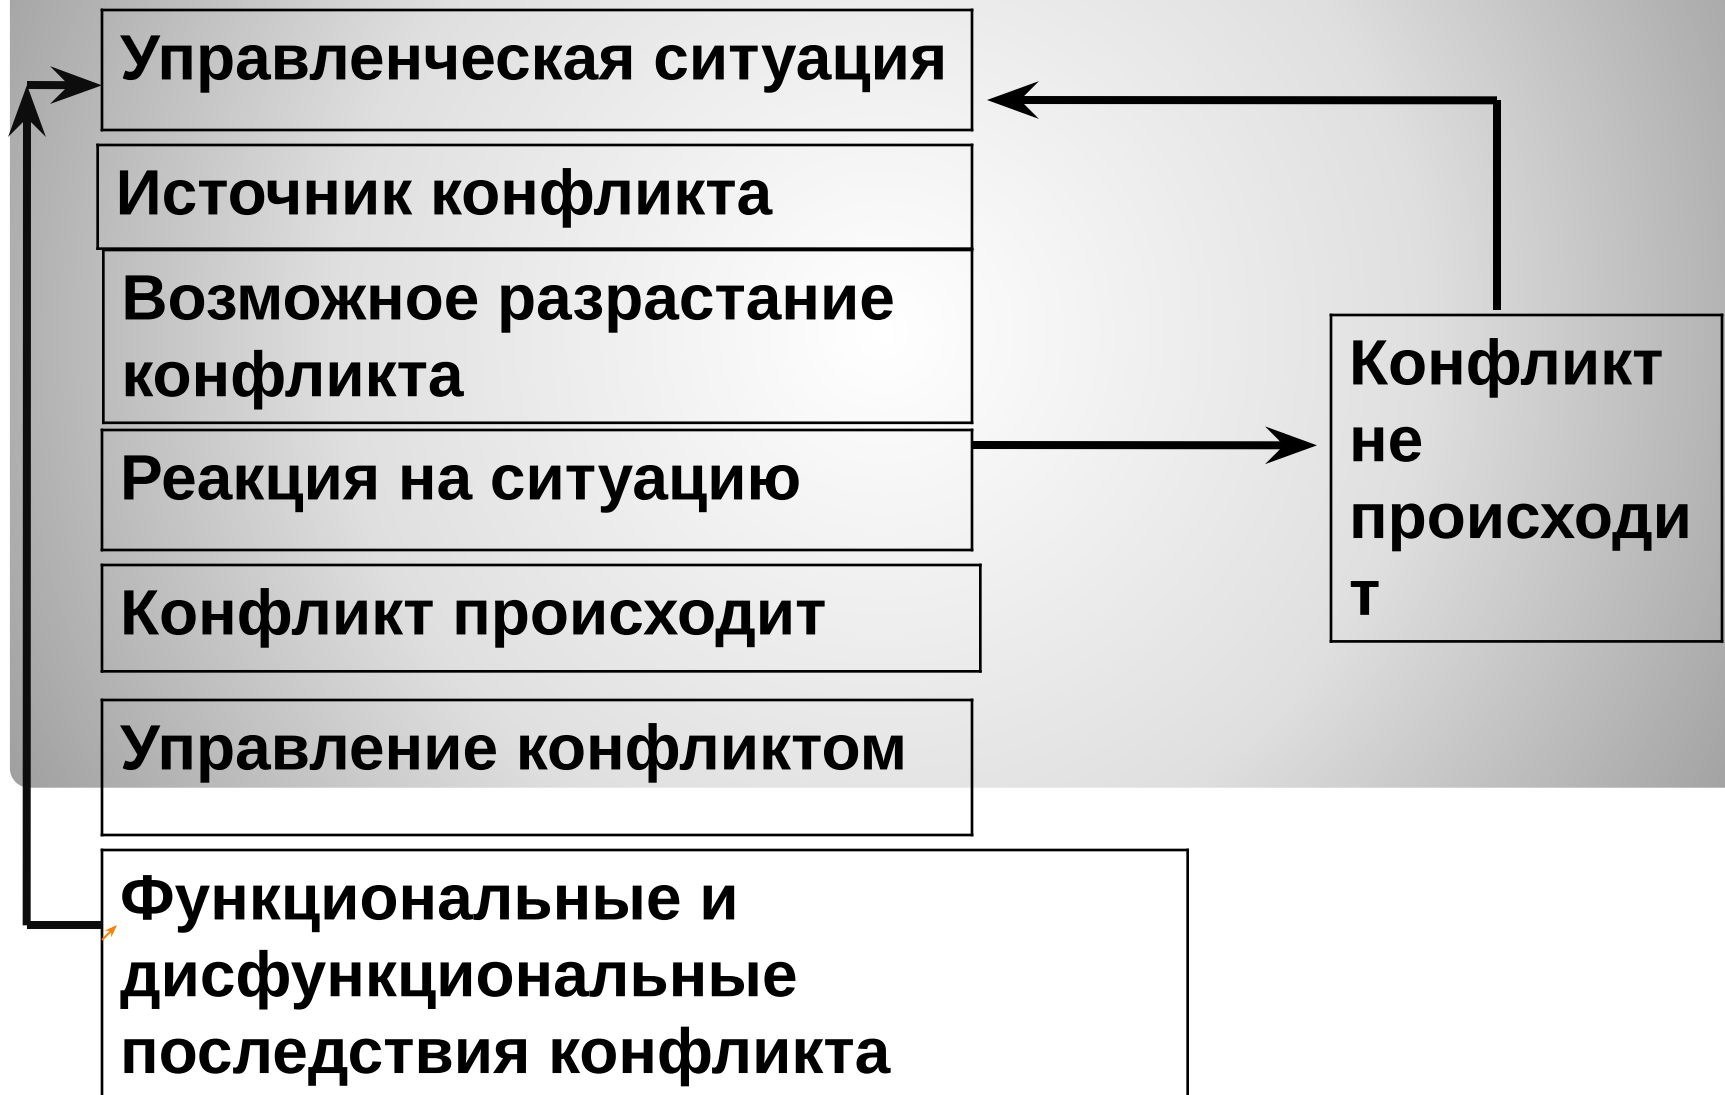 Управленческая ситуация
Источник конфликта
Возможное разрастание
конфликта
Реакция на ситуацию
Конфликт происходит
Управление конфликтом
Функциональные и
дисфункциональные
последствия конфликта
Конфликт
не
происходи
т